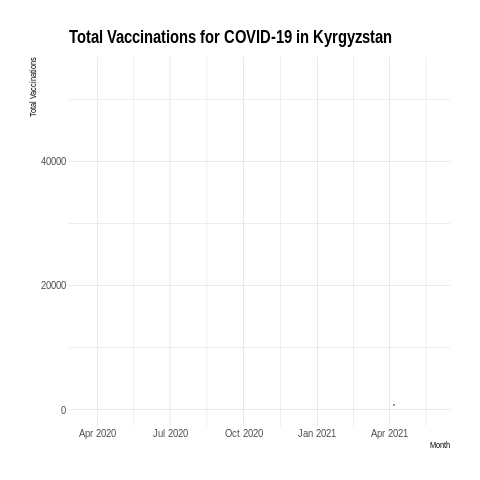 Total Vaccinations for COVID-19 in Kyrgyzstan
Total Vaccinations
40000
20000
0
Apr 2020 Jul 2020 Oct 2020 Jan 2021 Apr 2021
Month